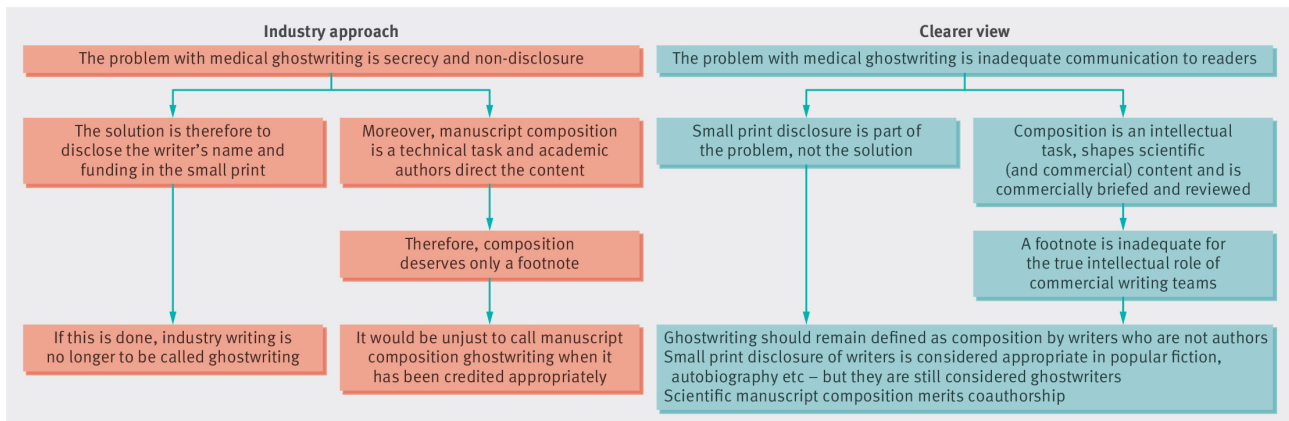 Industry approach
The problem with medical ghostwriting is secrecy and non-disclosure
The solution is therefore to
disclose the writer's name and
funding in the small print
Moreover, manuscript composition
is a technical task and academic
authors direct the content
Therefore, composition
deserves only a footnote
If this is done, industry writing is
no longer to be called ghostwriting
It would be unjust to call manuscript
composition ghostwriting when it
has been credited appropriately
Clearer view
The problem with medical ghostwriting is inadequate communication to readers
Small print disclosure is part of
the problem, not the solution
Composition is an intellectual
task, shapes scientific
(and commercial) content and is
commercially briefed and reviewed
A footnote is inadequate for
the true intellectual role of
commercial writing teams
Ghostwriting should remain defined as composition by writers who are not authors
Small print disclosure of writers is considered appropriate in popular fiction,
autobiography etc – but they are still considered ghostwriters
Scientific manuscript composition merits coauthorship